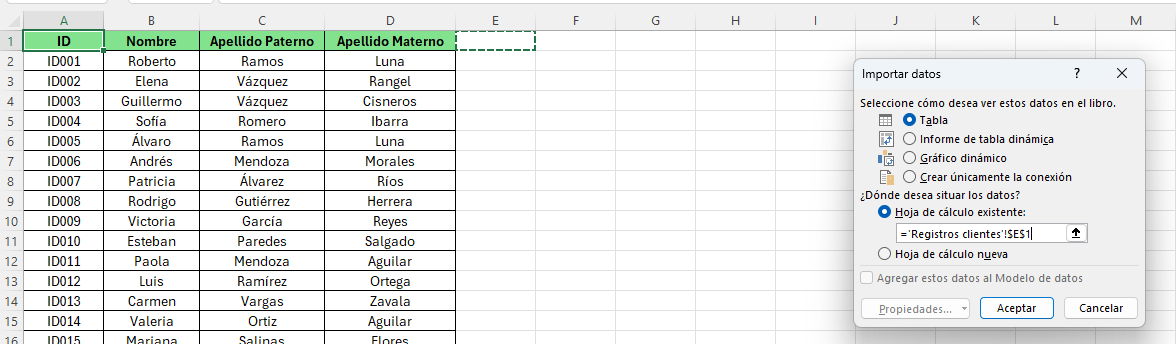 A B C D E F G H I J K L M
1 ID Nombre Apellido Paterno Apellido Materno
2 ID001 Roberto Ramos Luna
3 ID002 Elena Vázquez Rangel
4 ID003 Guillermo Vázquez Cisneros
5 ID004 Sofía Romero Ibarra
6 ID005 Álvaro Ramos Luna
7 ID006 Andrés Mendoza Morales
8 ID007 Patricia Álvarez Ríos
9 ID008 Rodrigo Gutiérrez Herrera
10 ID009 Victoria García Reyes
11 ID010 Esteban Paredes Salgado
12 ID011 Paola Mendoza Aguilar
13 ID012 Luis Ramírez Ortega
14 ID013 Carmen Vargas Zavala
15 ID014 Valeria Ortiz Aguilar
16 ID015 Mariana Salinas Flores
Importar datos ?
Seleccione cómo desea ver estos datos en el libro.
Tabla
Informe de tabla dinámica
Gráfico dinámico
Crear únicamente la conexión
¿Dónde desea situar los datos?
Hoja de cálculo existente:
='Registros clientes'!$E$1
Hoja de cálculo nueva
Agregar estos datos al Modelo de datos
Propiedades...
Aceptar
Cancelar